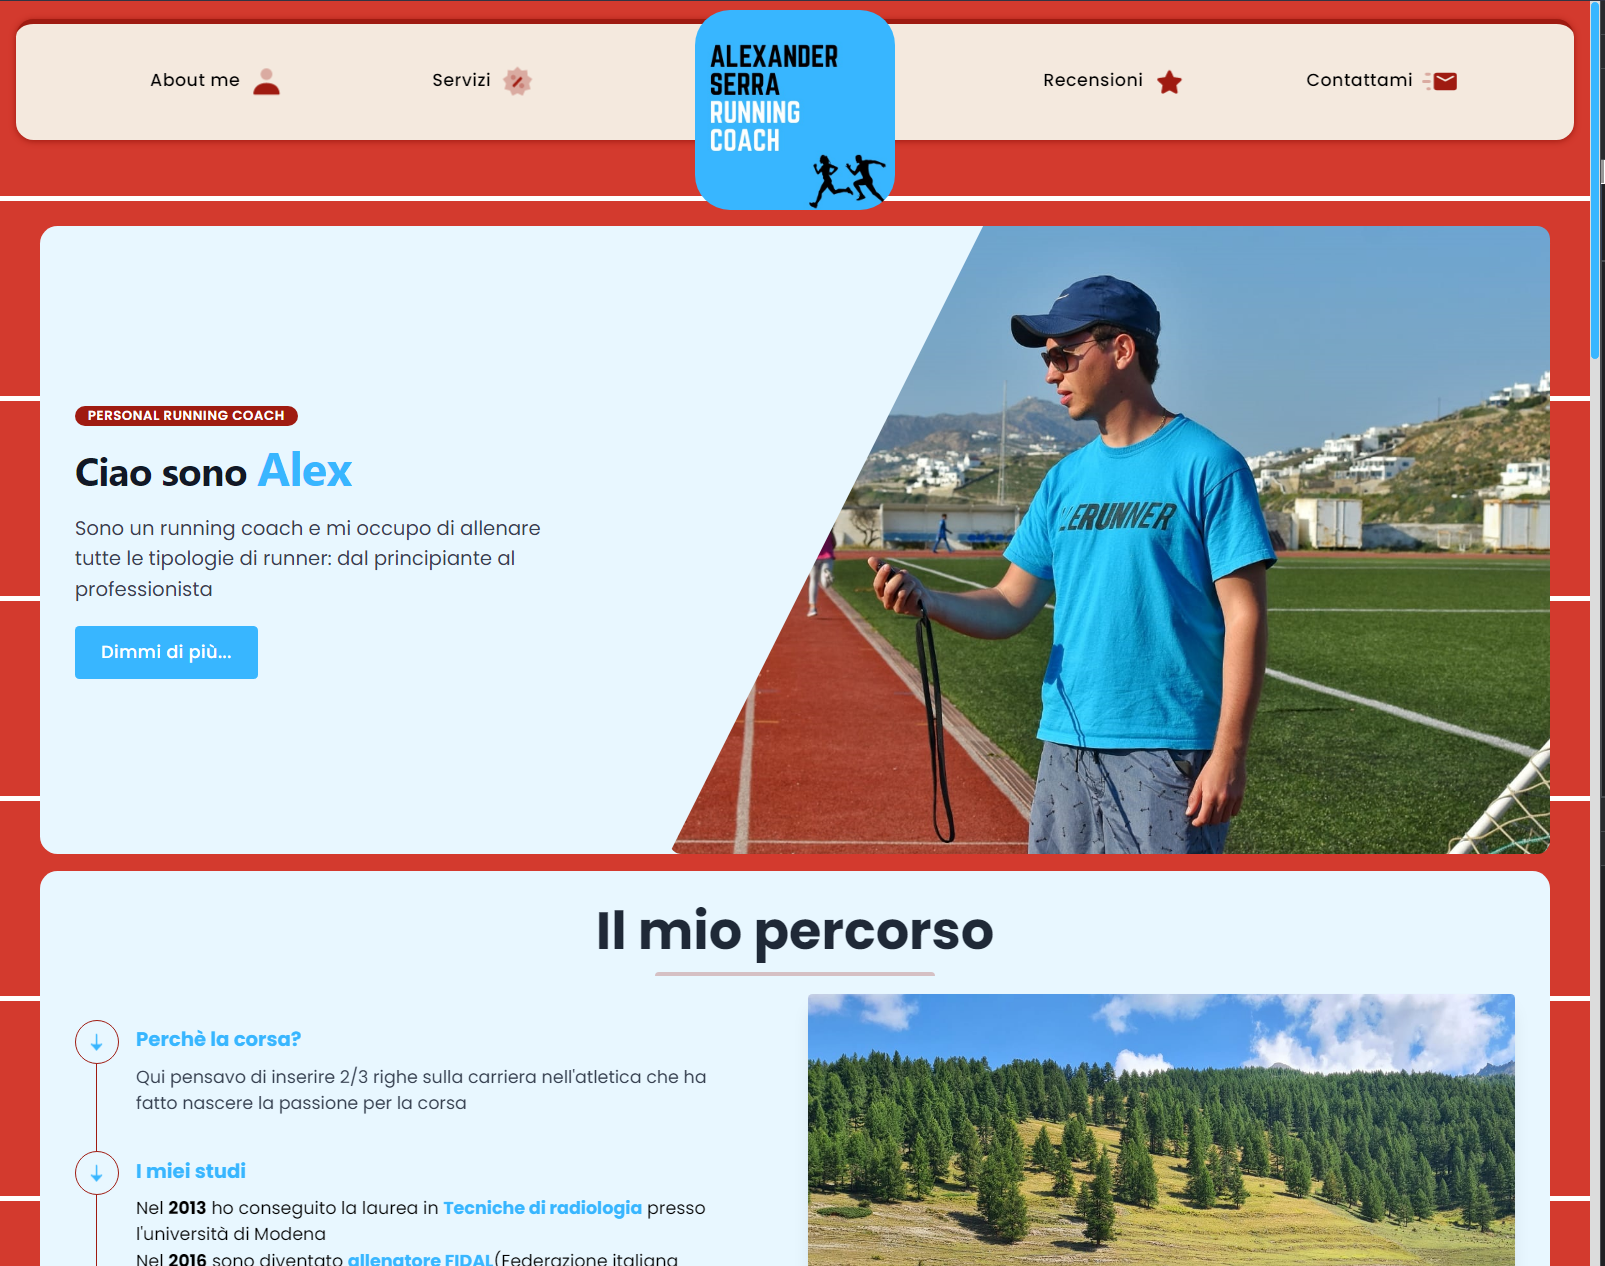 About me
Servizi
ALEXANDER
SERRA
RUNNING
COACH
Recensioni
Contattami
PERSONAL RUNNING COACH
Ciao sono Alex
Sono un running coach e mi occupo di allenare
tutte le tipologie di runner: dal principiante al
professionista
Dimmi di più...
Il mio percorso
Perchè la corsa?
Qui pensavo di inserire 2/3 righe sulla carriera nell'atletica che ha
fatto nascere la passione per la corsa
I miei studi
Nel 2013 ho conseguito la laurea in Tecniche di radiologia presso
l'università di Modena
Nel 2016 sono diventato allenatore FIDAL(Federazione italiana